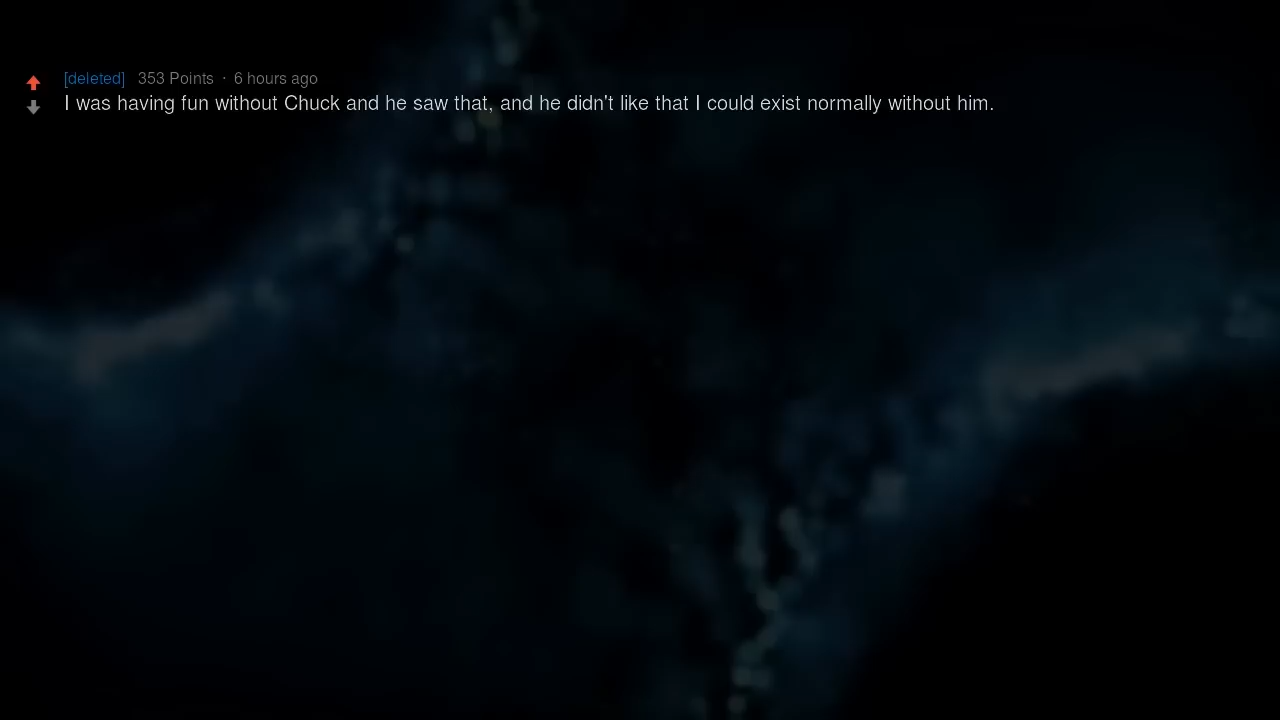 [deleted] 353 Points · 6 hours ago
I was having fun without Chuck and he saw that, and he didn't like that I could exist normally without him.